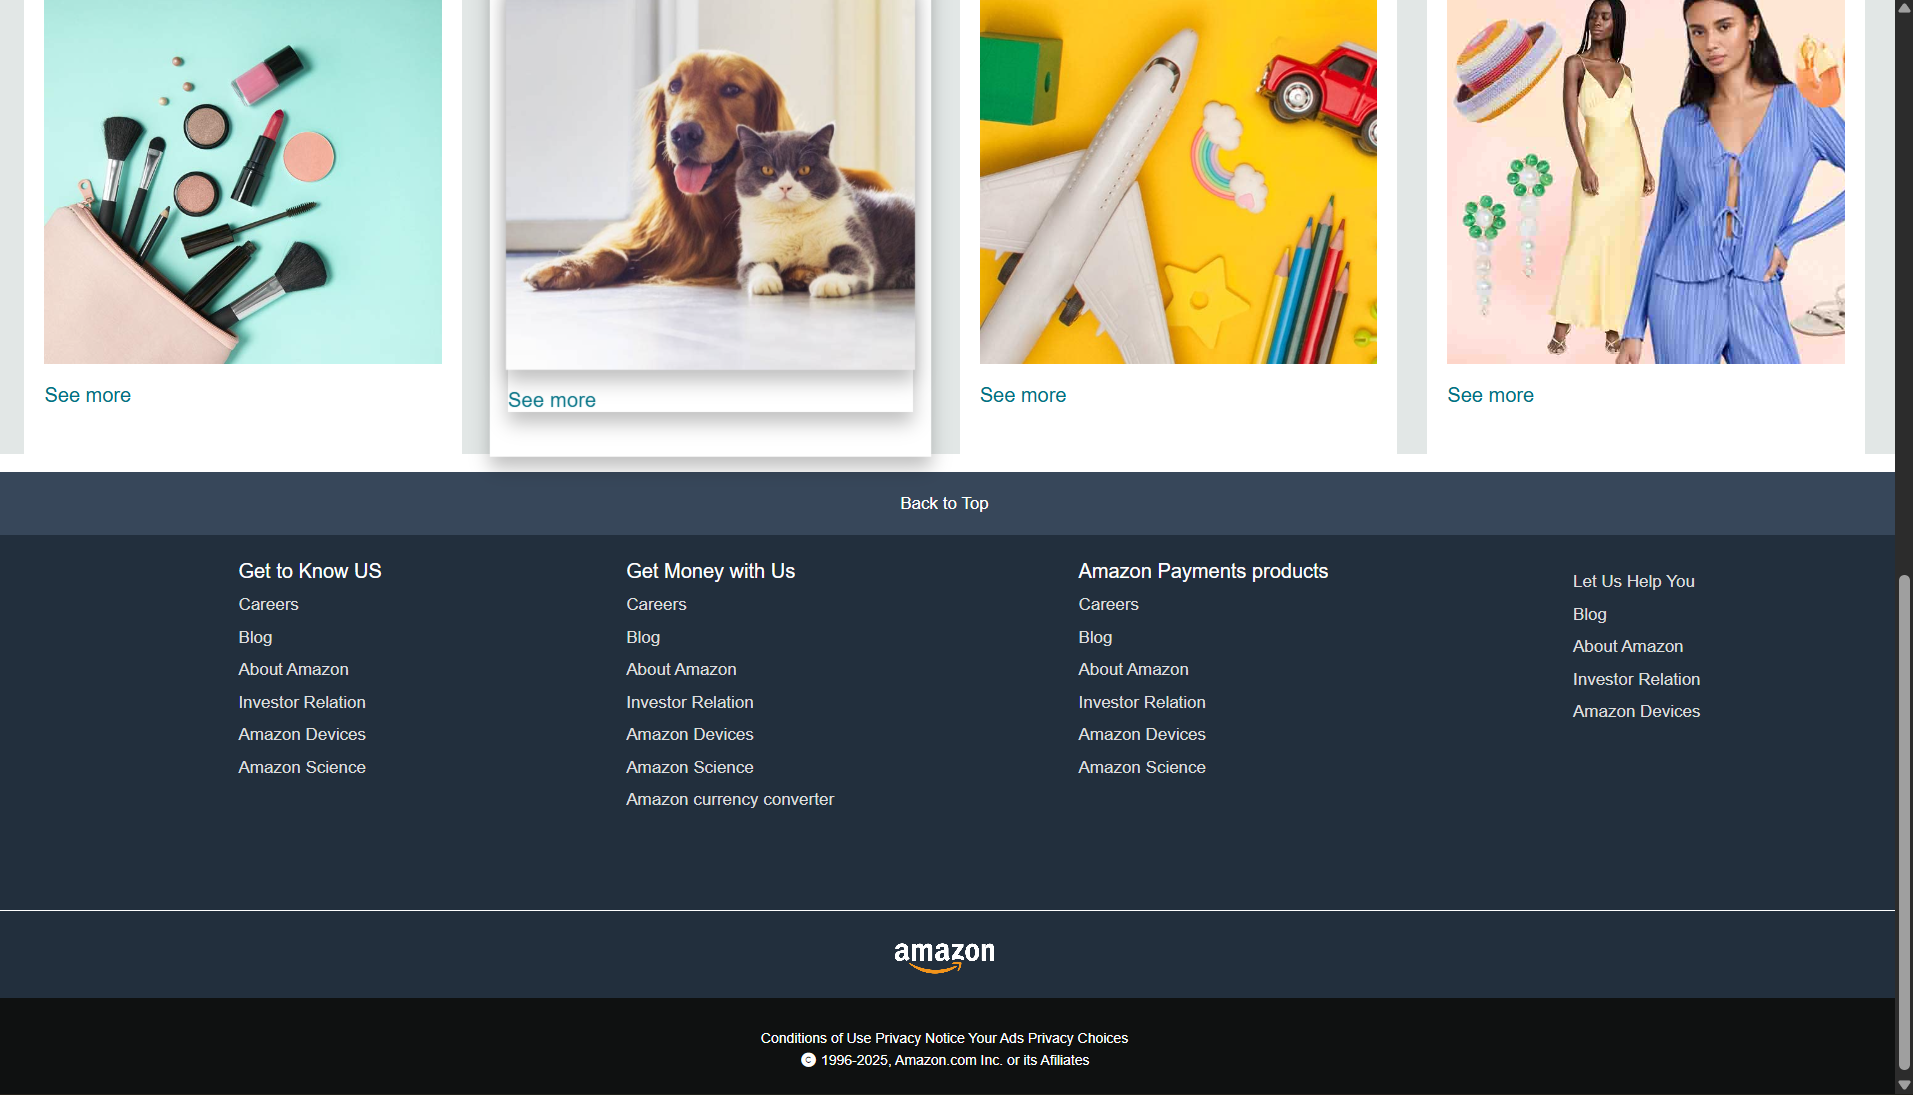 See more
See more
See more
See more
Back to Top
Get to Know US
Careers
Blog
About Amazon
Investor Relation
Amazon Devices
Amazon Science
Get Money with Us
Careers
Blog
About Amazon
Investor Relation
Amazon Devices
Amazon Science
Amazon currency converter
Amazon Payments products
Careers
Blog
About Amazon
Investor Relation
Amazon Devices
Amazon Science
Let Us Help You
Blog
About Amazon
Investor Relation
Amazon Devices
amazon
Conditions of Use Privacy Notice Your Ads Privacy Choices
© 1996-2025, Amazon.com Inc. or its Afiliates